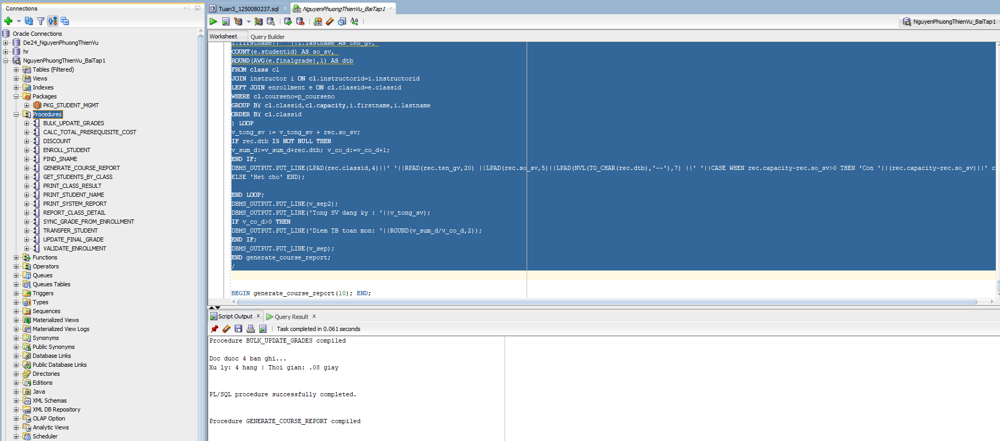 Connections
Oracle Connections
De24_NguyenPhuongThienVu
hr
NguyenPhuongThienVu_BaiTap1
Tables (Filtered)
Views
Indexes
Packages
PKG_STUDENT_MGMT
Procedures
BULK_UPDATE_GRADES
CALC_TOTAL_PREREQUISITE_COST
DISCOUNT
ENROLL_STUDENT
FIND_SNAME
GENERATE_COURSE_REPORT
GET_STUDENTS_BY_CLASS
PRINT_CLASS_RESULT
PRINT_STUDENT_NAME
PRINT_SYSTEM_REPORT
REPORT_CLASS_DETAIL
SYNC_GRADE_FROM_ENROLLMENT
TRANSFER_STUDENT
UPDATE_FINAL_GRADE
VALIDATE_ENROLLMENT
Functions
Operators
Queues
Queues Tables
Triggers
Types
Sequences
Materialized Views
Materialized View Logs
Synonyms
Public Synonyms
Database Links
Public Database Links
Directories
Editions
Java
XML Schemas
XML DB Repository
OLAP Option
Analytic Views
Scheduler
Tuan3_1250080237.sql
NguyenPhuongThienVu_BaiTap1
NguyenPhuongThienVu_BaiTap1
Worksheet
Query Builder
i.firstname||' '||i.lastname AS ten_gv,
COUNT(e.studentid) AS so_sv,
ROUND(AVG(e.finalgrade),1) AS dtb
FROM class cl
JOIN instructor i ON cl.instructorid=i.instructorid
LEFT JOIN enrollment e ON cl.classid=e.classid
WHERE cl.courseno=p_courseno
GROUP BY cl.classid,cl.capacity,i.firstname,i.lastname
ORDER BY cl.classid
) LOOP
v_tong_sv := v_tong_sv + rec.so_sv;
IF rec.dtb IS NOT NULL THEN
v_sum_d:=v_sum_d+rec.dtb; v_co_d:=v_co_d+1;
END IF;
DBMS_OUTPUT.PUT_LINE(LPAD(rec.classid,4)||' '||RPAD(rec.ten_gv,20) ||LPAD(rec.so_sv,5)||LPAD(NVL(TO_CHAR(rec.dtb),'--'),7) ||' '||CASE WHEN rec.capacity-rec.so_sv>0 THEN 'Con '||(rec.capacity-rec.so_sv)||' c
ELSE 'Het cho' END);
END LOOP;
DBMS_OUTPUT.PUT_LINE(v_sep2);
DBMS_OUTPUT.PUT_LINE('Tong SV dang ky : '||v_tong_sv);
IF v_co_d>0 THEN
DBMS_OUTPUT.PUT_LINE('Diem TB toan mon: '||ROUND(v_sum_d/v_co_d,2));
END IF;
DBMS_OUTPUT.PUT_LINE(v_sep);
END generate_course_report;
/
BEGIN generate_course_report(10); END;
Script Output
Query Result
Task completed in 0.061 seconds
Procedure BULK_UPDATE_GRADES compiled
Doc duoc 4 ban ghi...
Xu ly: 4 hang | Thoi gian: .08 giay
PL/SQL procedure successfully completed.
Procedure GENERATE_COURSE_REPORT compiled